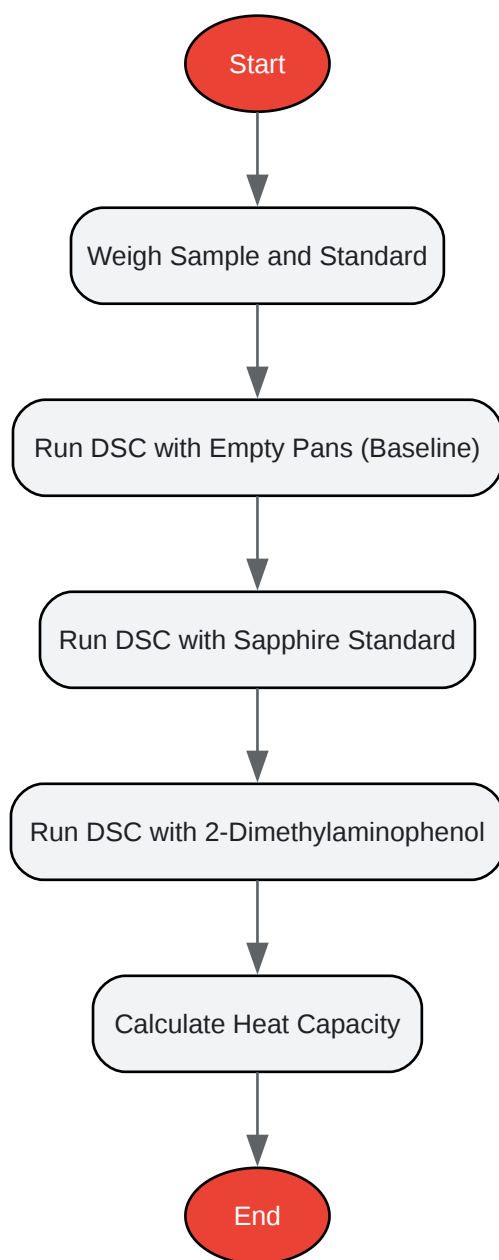 Start
Weigh Sample and Standard
Run DSC with Empty Pans (Baseline)
Run DSC with Sapphire Standard
Run DSC with 2-Dimethylaminophenol
Calculate Heat Capacity
End